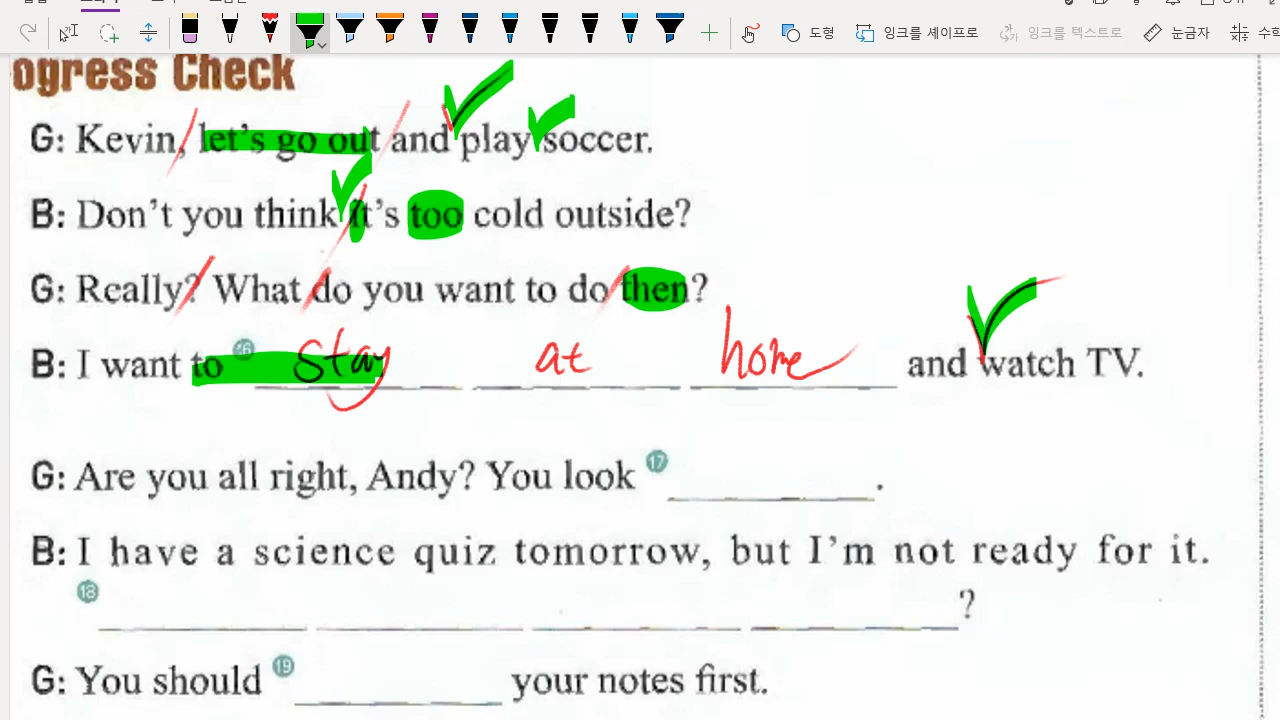 도형
잉크를 셰이프로
잉크를 텍스트로
눈금자
ogress Check
G: Kevin, let's go out and play soccer.
B: Don't you think it's too cold outside?
G: Really? What do you want to do then?
B: I want to 16 stay at home and watch TV.
G: Are you all right, Andy? You look 17 .
B: I have a science quiz tomorrow, but I'm not ready for it.
18 ?
G: You should 19 your notes first.